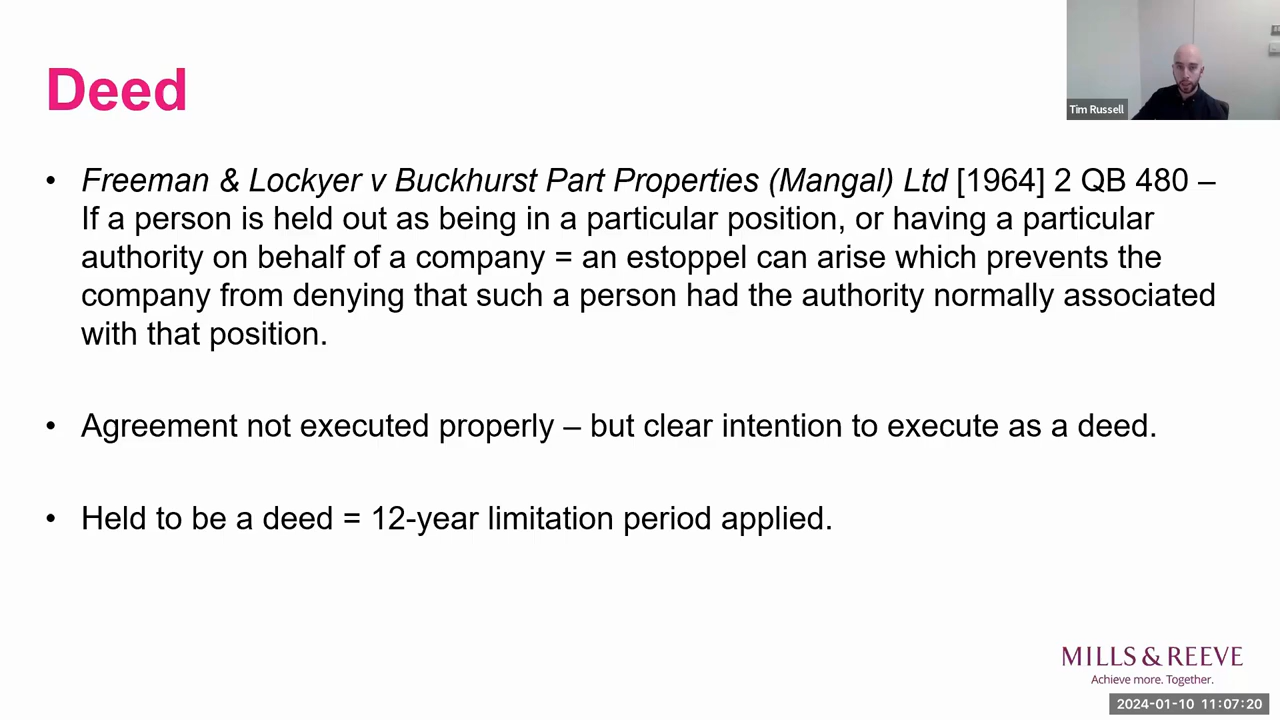 Deed
Tim Russell
• Freeman & Lockyer v Buckhurst Part Properties (Mangal) Ltd [1964] 2 QB 480 –
If a person is held out as being in a particular position, or having a particular
authority on behalf of a company = an estoppel can arise which prevents the
company from denying that such a person had the authority normally associated
with that position.
• Agreement not executed properly – but clear intention to execute as a deed.
• Held to be a deed = 12-year limitation period applied.
MILLS & REEVE
Achieve more. Together.
2024-01-10 11:07:20